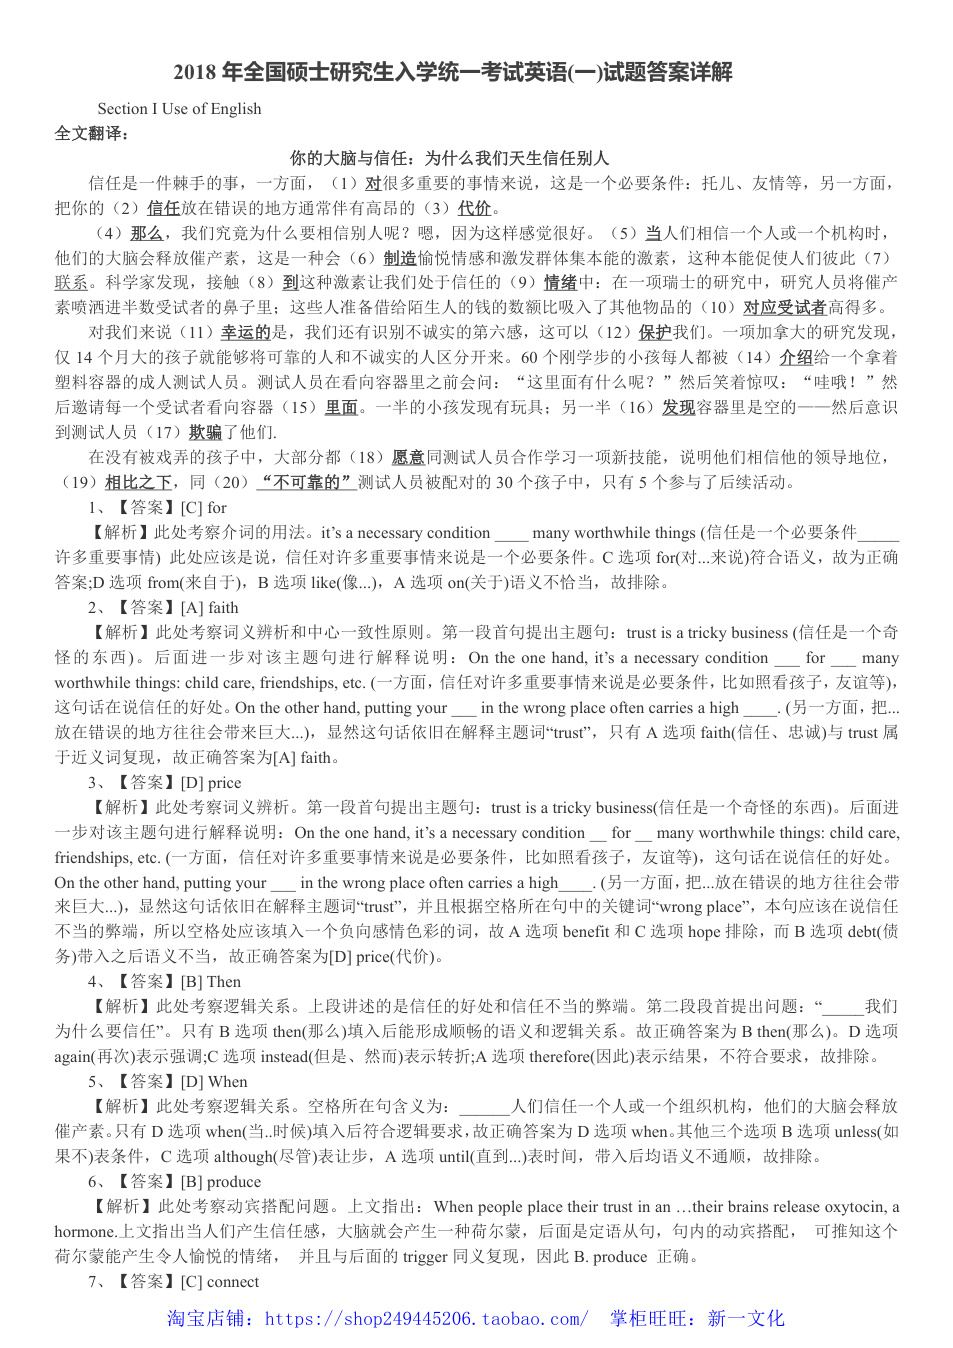 2018 年全国硕士研究生入学统一考试英语(一)试题答案详解
Section I Use of English
全文翻译：
你的大脑与信任：为什么我们天生信任别人
信任是一件棘手的事，一方面，（1）对很多重要的事情来说，这是一个必要条件：托儿、友情等，另一方面，
把你的（2）信任放在错误的地方通常伴有高昂的（3）代价。
（4）那么，我们究竟为什么要相信别人呢？嗯，因为这样感觉很好。（5）当人们相信一个人或一个机构时，
他们的大脑会释放催产素，这是一种会（6）制造愉悦情感和激发群体集本能的激素，这种本能促使人们彼此（7）
联系。科学家发现，接触（8）到这种激素让我们处于信任的（9）情绪中：在一项瑞士的研究中，研究人员将催产
素喷洒进半数受试者的鼻子里；这些人准备借给陌生人的钱的数额比吸入了其他物品的（10）对应受试者高得多。
对我们来说（11）幸运的是，我们还有识别不诚实的第六感，这可以（12）保护我们。一项加拿大的研究发现，
仅 14 个月大的孩子就能够将可靠的人和不诚实的人区分开来。60 个刚学步的小孩每人都被（14）介绍给一个拿着
塑料容器的成人测试人员。测试人员在看向容器里之前会问：“这里面有什么呢？”然后笑着惊叹：“哇哦！”然
后邀请每一个受试者看向容器（15）里面。一半的小孩发现有玩具；另一半（16）发现容器里是空的——然后意识
到测试人员（17）欺骗了他们.
在没有被戏弄的孩子中，大部分都（18）愿意同测试人员合作学习一项新技能，说明他们相信他的领导地位，
（19）相比之下，同（20）“不可靠的”测试人员被配对的 30 个孩子中，只有 5 个参与了后续活动。
1、【答案】[C] for
【解析】此处考察介词的用法。it’s a necessary condition ____ many worthwhile things (信任是一个必要条件_____
许多重要事情) 此处应该是说，信任对许多重要事情来说是一个必要条件。C 选项 for(对...来说)符合语义，故为正确
答案;D 选项 from(来自于)，B 选项 like(像...)，A 选项 on(关于)语义不恰当，故排除。
2、【答案】[A] faith
【解析】此处考察词义辨析和中心一致性原则。第一段首句提出主题句：trust is a tricky business (信任是一个奇
怪的东西)。后面进一步对该主题句进行解释说明：On the one hand, it’s a necessary condition ___ for ___ many
worthwhile things: child care, friendships, etc. (一方面，信任对许多重要事情来说是必要条件，比如照看孩子，友谊等)，
这句话在说信任的好处。On the other hand, putting your ___ in the wrong place often carries a high ____. (另一方面，把...
放在错误的地方往往会带来巨大...)，显然这句话依旧在解释主题词“trust”，只有 A 选项 faith(信任、忠诚)与 trust 属
于近义词复现，故正确答案为[A] faith。
3、【答案】[D] price
【解析】此处考察词义辨析。第一段首句提出主题句：trust is a tricky business(信任是一个奇怪的东西)。后面进
一步对该主题句进行解释说明：On the one hand, it’s a necessary condition __ for __ many worthwhile things: child care,
friendships, etc. (一方面，信任对许多重要事情来说是必要条件，比如照看孩子，友谊等)，这句话在说信任的好处。
On the other hand, putting your ___ in the wrong place often carries a high____. (另一方面，把...放在错误的地方往往会带
来巨大...)，显然这句话依旧在解释主题词“trust”，并且根据空格所在句中的关键词“wrong place”，本句应该在说信任
不当的弊端，所以空格处应该填入一个负向感情色彩的词，故 A 选项 benefit 和 C 选项 hope 排除，而 B 选项 debt(债
务)带入之后语义不当，故正确答案为[D] price(代价)。
4、【答案】[B] Then
【解析】此处考察逻辑关系。上段讲述的是信任的好处和信任不当的弊端。第二段段首提出问题：“_____我们
为什么要信任”。只有 B 选项 then(那么)填入后能形成顺畅的语义和逻辑关系。故正确答案为 B then(那么)。D 选项
again(再次)表示强调;C 选项 instead(但是、然而)表示转折;A 选项 therefore(因此)表示结果，不符合要求，故排除。
5、【答案】[D] When
【解析】此处考察逻辑关系。空格所在句含义为：______人们信任一个人或一个组织机构，他们的大脑会释放
催产素。只有 D 选项 when(当..时候)填入后符合逻辑要求，故正确答案为 D 选项 when。其他三个选项 B 选项 unless(如
果不)表条件，C 选项 although(尽管)表让步，A 选项 until(直到...)表时间，带入后均语义不通顺，故排除。
6、【答案】[B] produce
【解析】此处考察动宾搭配问题。上文指出：When people place their trust in an …their brains release oxytocin, a
hormone.上文指出当人们产生信任感，大脑就会产生一种荷尔蒙，后面是定语从句，句内的动宾搭配， 可推知这个
荷尔蒙能产生令人愉悦的情绪， 并且与后面的 trigger 同义复现，因此 B. produce 正确。
7、【答案】[C] connect
淘宝店铺：https://shop249445206.taobao.com/ 掌柜旺旺：新一文化